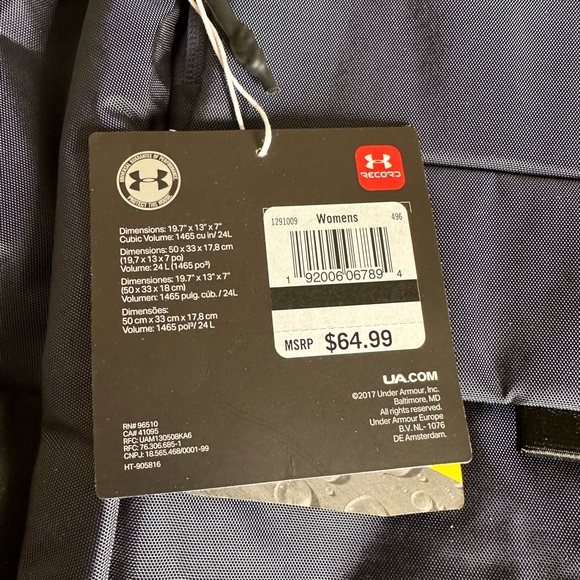 UNIVERSAL GUARANTEE OF PERFORMANCE
PROTECT THIS HOUSE
RECORD
Dimensions: 19.7" x 13" x 7"
Cubic Volume: 1465 cu in/ 24L
Dimensions: 50 x 33 x 17,8 cm
(19,7 x 13 x 7 po)
Volume: 24 L (1465 po³)
Dimensiones: 19.7" x 13" x 7"
(50 x 33 x 18 cm)
Volumen: 1465 pulg. cúb. / 24L
Dimensões:
50 cm x 33 cm x 17,8 cm
Volume: 1465 pol³/ 24 L
1291009 Womens 496
1 92006 06789 4
MSRP $64.99
UA.COM
©2017 Under Armour, Inc.
Baltimore, MD
All rights reserved.
Under Armour Europe
B.V. NL- 1076
DE Amsterdam.
RN# 96510
CA# 41095
RFC: UAM130508KA6
RFC: 76.306.685-1
CNPJ: 18.565.468/0001-99
HT-905816